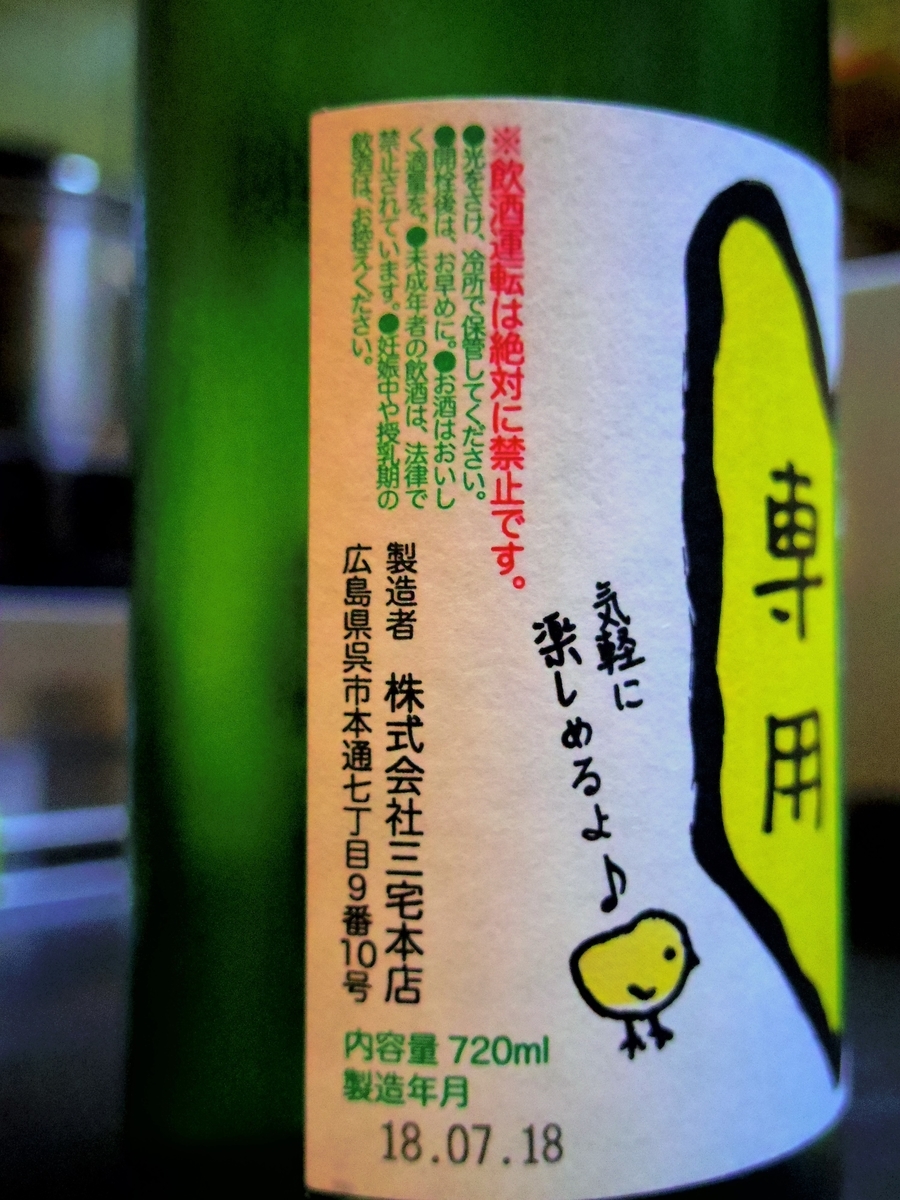 専用
気軽に
楽しめるよ♪
※飲酒運転は絶対に禁止です。
●光をさけ、冷所で保管してください。
●開栓後は、お早めに。●お酒はおいし
く適量を。●未成年者の飲酒は、法律で
禁止されています。●妊娠中や授乳期の
飲酒は、お控えください。
製造者 株式会社三宅本店
広島県呉市本通七丁目9番10号
内容量 720ml
製造年月
18.07.18